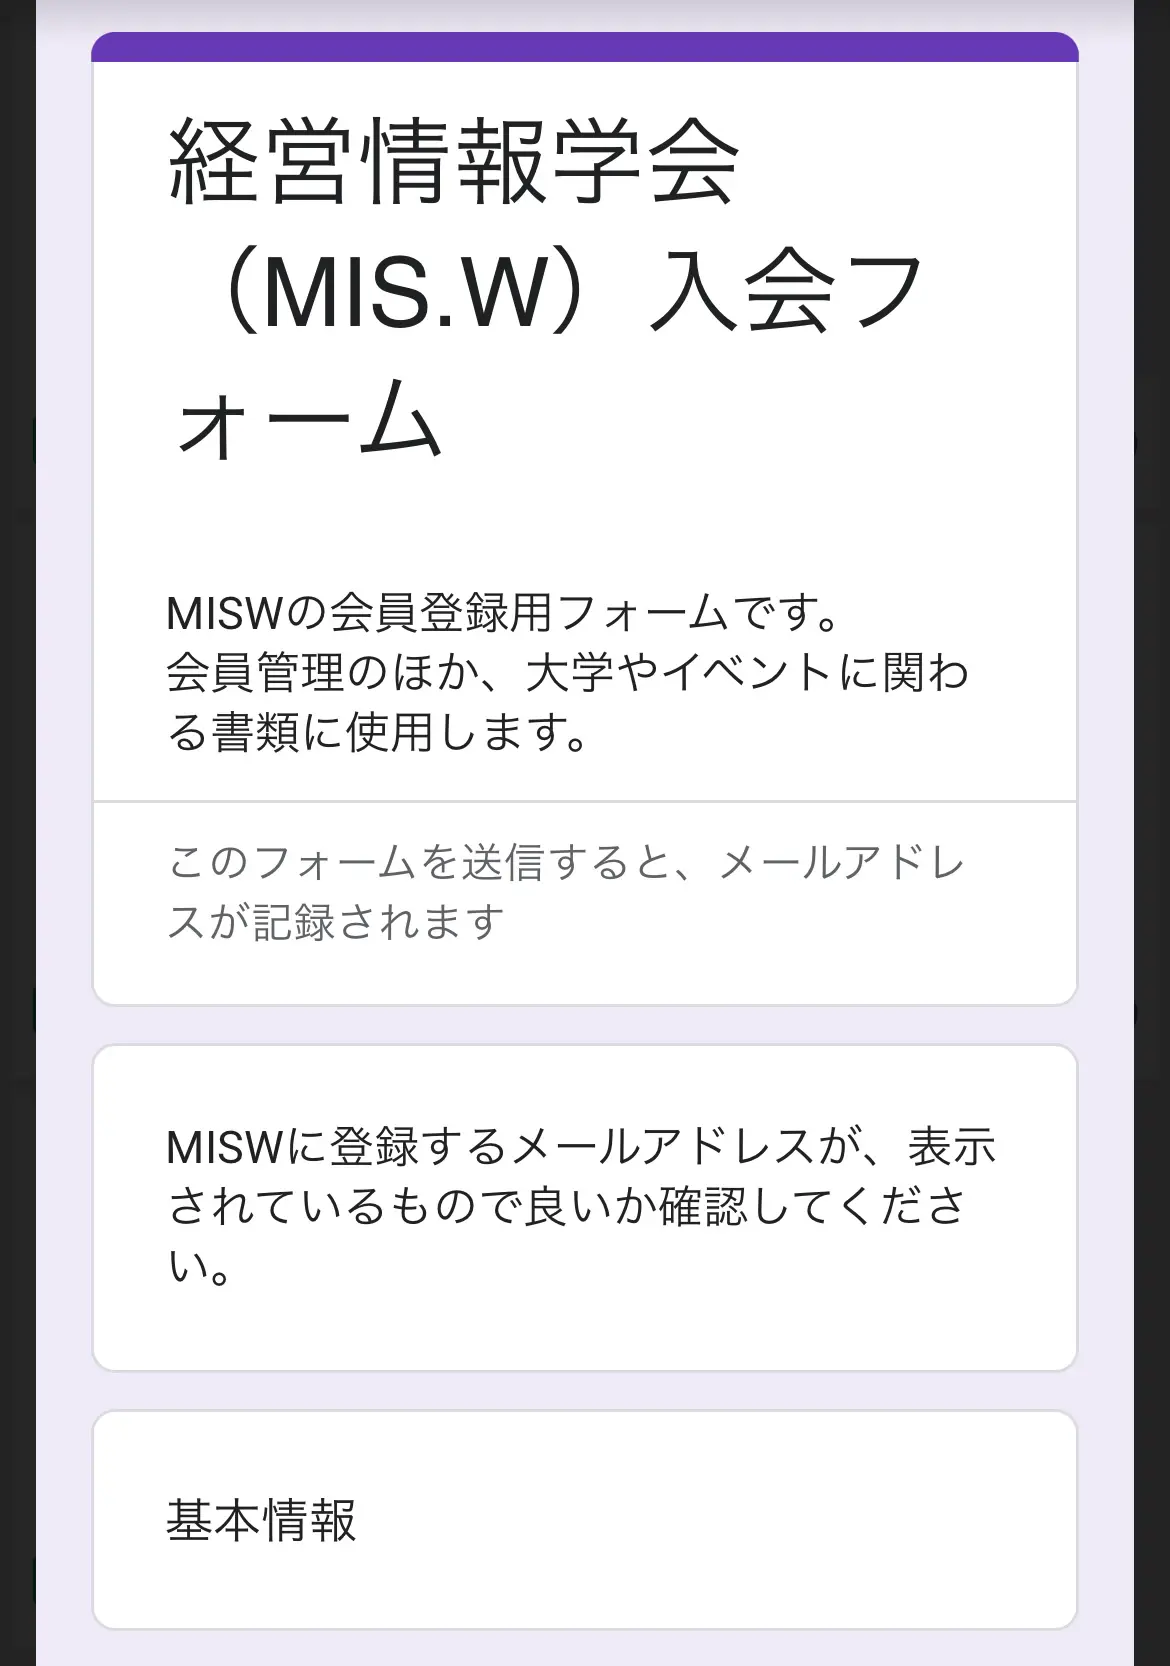 経営情報学会
（MIS.W）入会フ
ォーム
MISWの会員登録用フォームです。
会員管理のほか、大学やイベントに関わ
る書類に使用します。
このフォームを送信すると、メールアドレ
スが記録されます
MISWに登録するメールアドレスが、表示
されているもので良いか確認してくださ
い。
基本情報